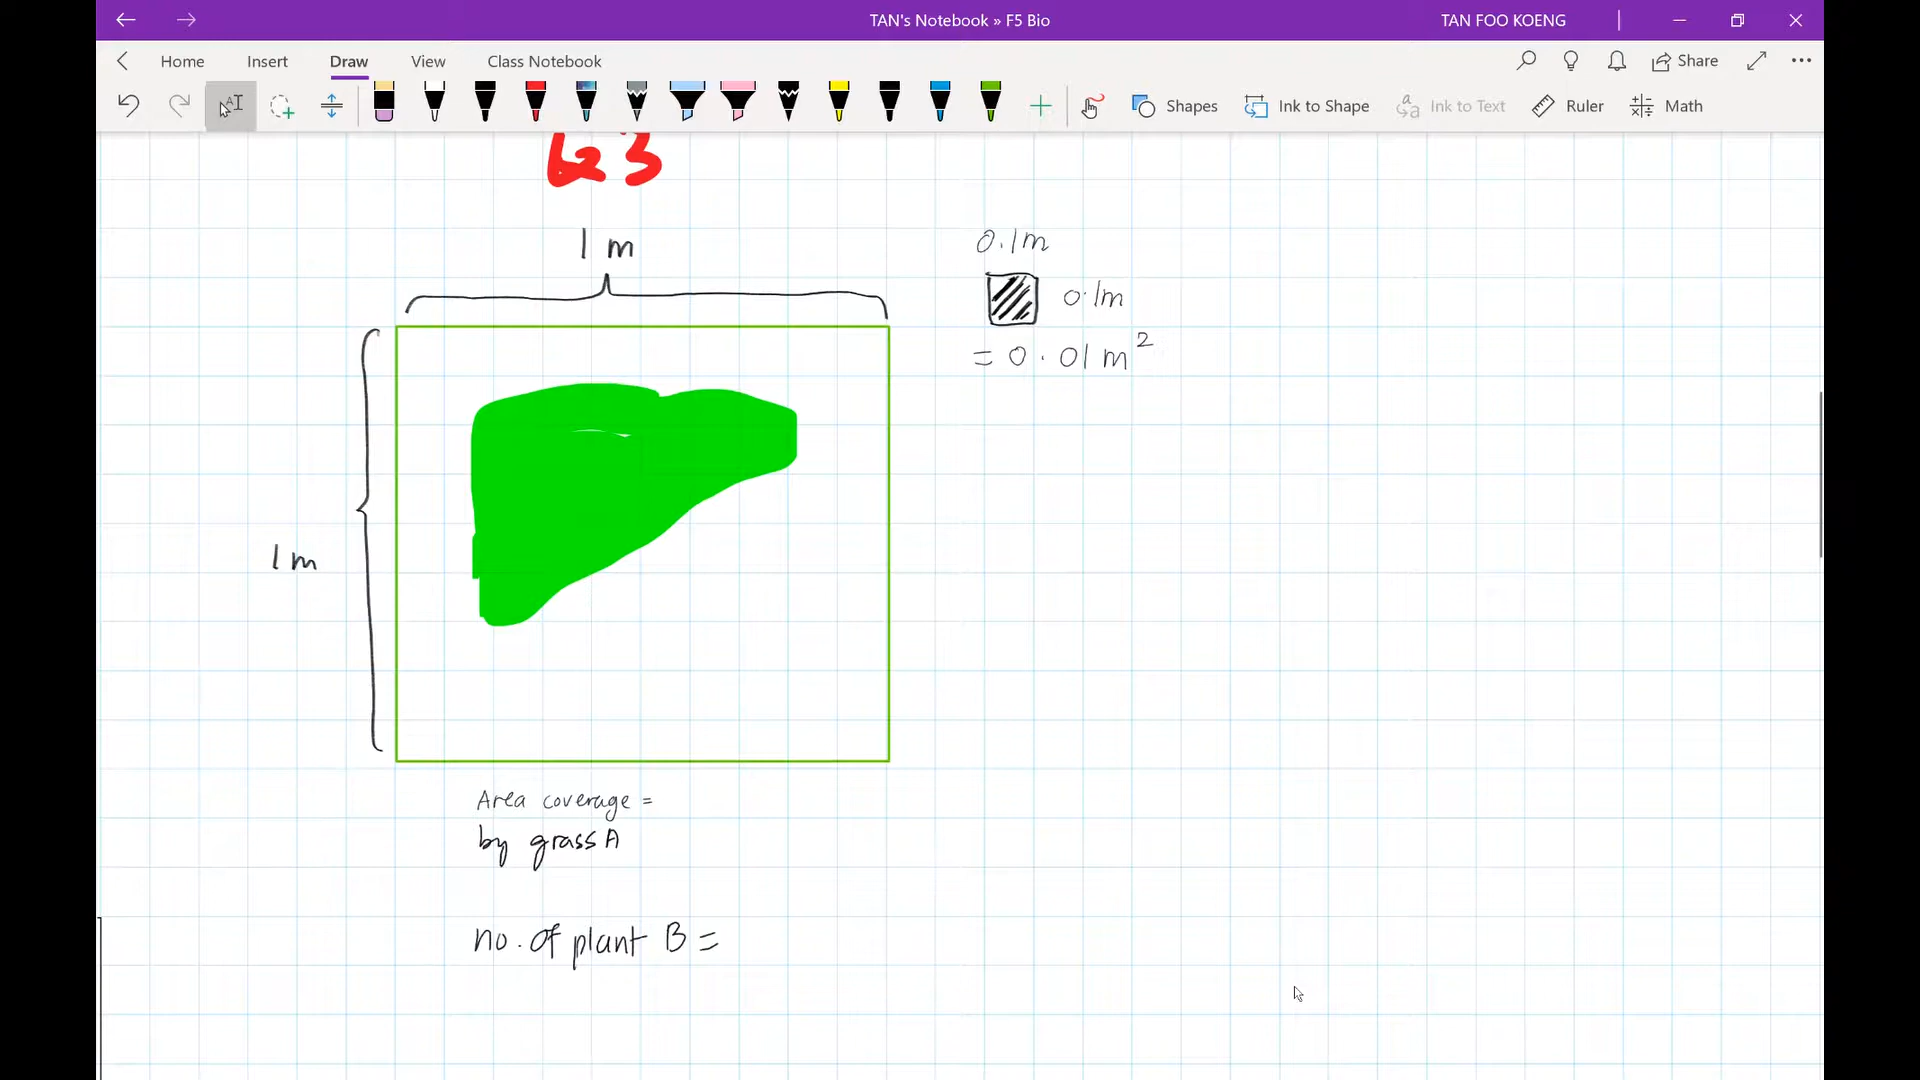 TAN's Notebook » F5 Bio
TAN FOO KOENG
Home Insert Draw View Class Notebook
Share
Shapes Ink to Shape Ink to Text Ruler Math
1 m
0.1m
0.1m
= 0.01 m²
1 m
Area coverage =
by grass A
no. of plant B =